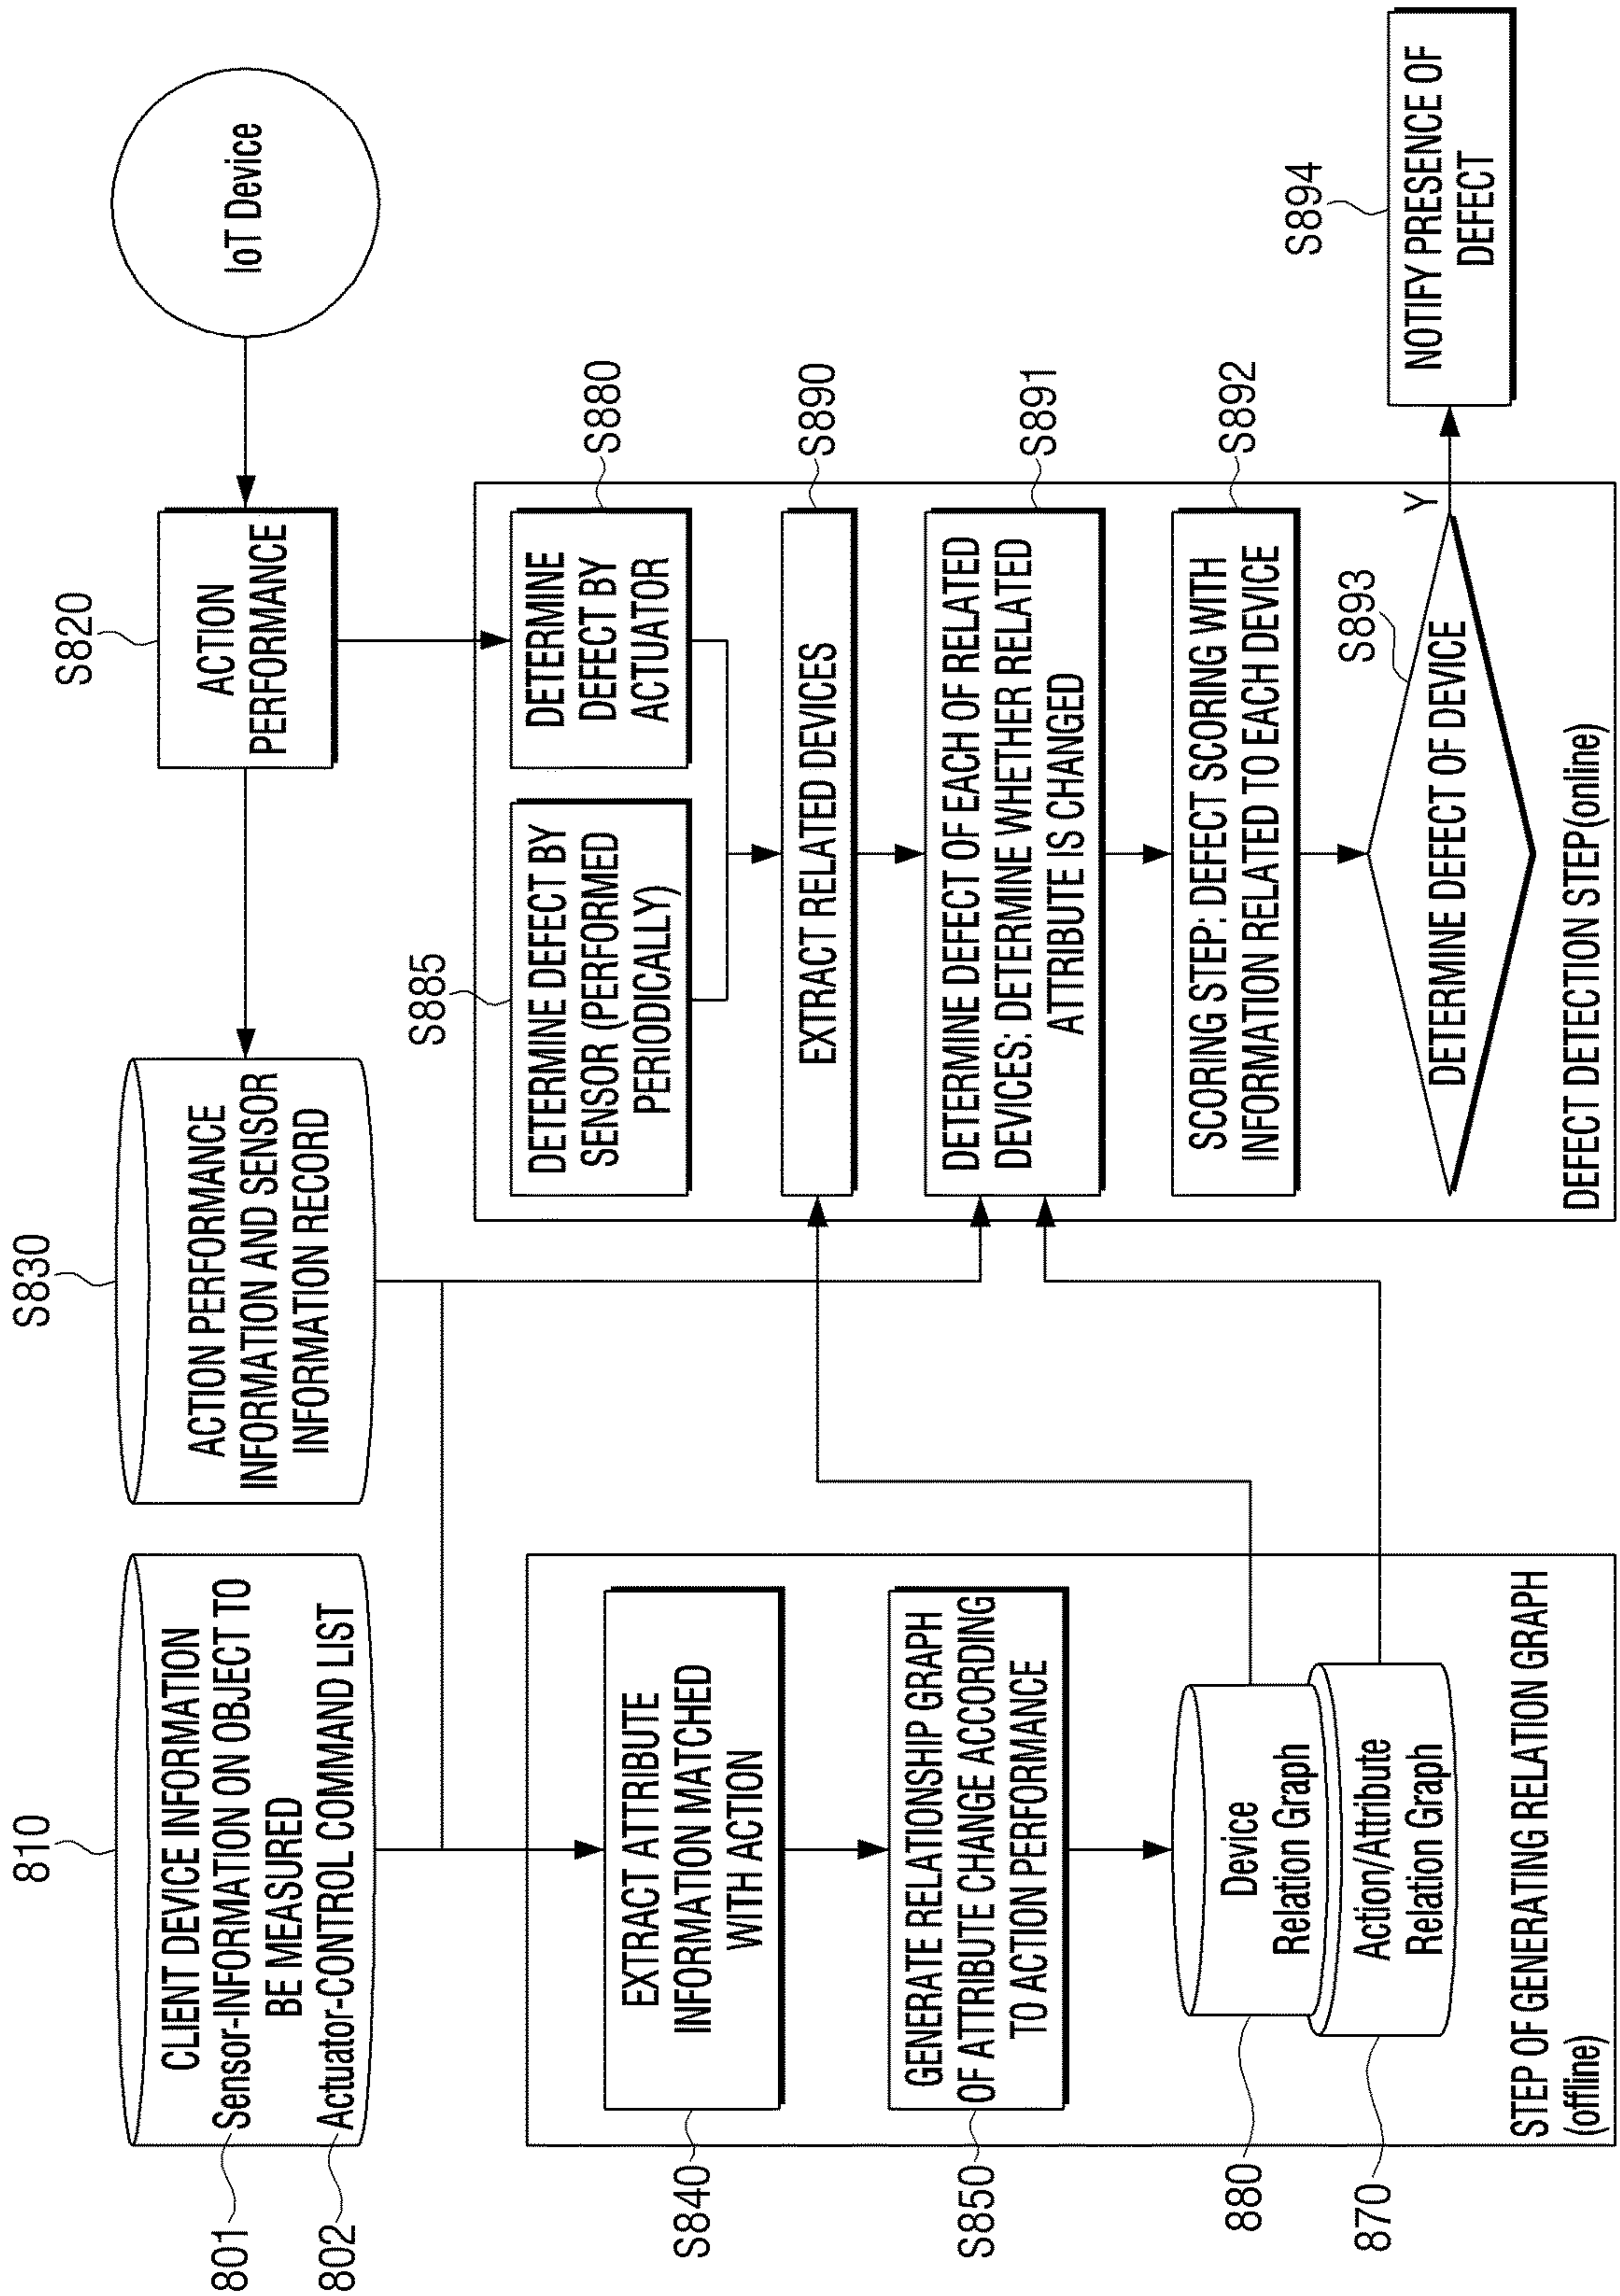 810
CLIENT DEVICE INFORMATION
801
Sensor-INFORMATION ON OBJECT TO
BE MEASURED
802
Actuator-CONTROL COMMAND LIST
S830
ACTION PERFORMANCE
INFORMATION AND SENSOR
INFORMATION RECORD
S820
ACTION
PERFORMANCE
IoT Device
S840
EXTRACT ATTRIBUTE
INFORMATION MATCHED
WITH ACTION
S850
GENERATE RELATIONSHIP GRAPH
OF ATTRIBUTE CHANGE ACCORDING
TO ACTION PERFORMANCE
880
Device
Relation Graph
870
Action/Attribute
Relation Graph
STEP OF GENERATING RELATION GRAPH
(offline)
S885
DETERMINE DEFECT BY
SENSOR (PERFORMED
PERIODICALLY)
S880
DETERMINE
DEFECT BY
ACTUATOR
S890
EXTRACT RELATED DEVICES
S891
DETERMINE DEFECT OF EACH OF RELATED
DEVICES: DETERMINE WHETHER RELATED
ATTRIBUTE IS CHANGED
S892
SCORING STEP: DEFECT SCORING WITH
INFORMATION RELATED TO EACH DEVICE
S893
DETERMINE DEFECT OF DEVICE
Y
DEFECT DETECTION STEP(online)
S894
NOTIFY PRESENCE OF
DEFECT